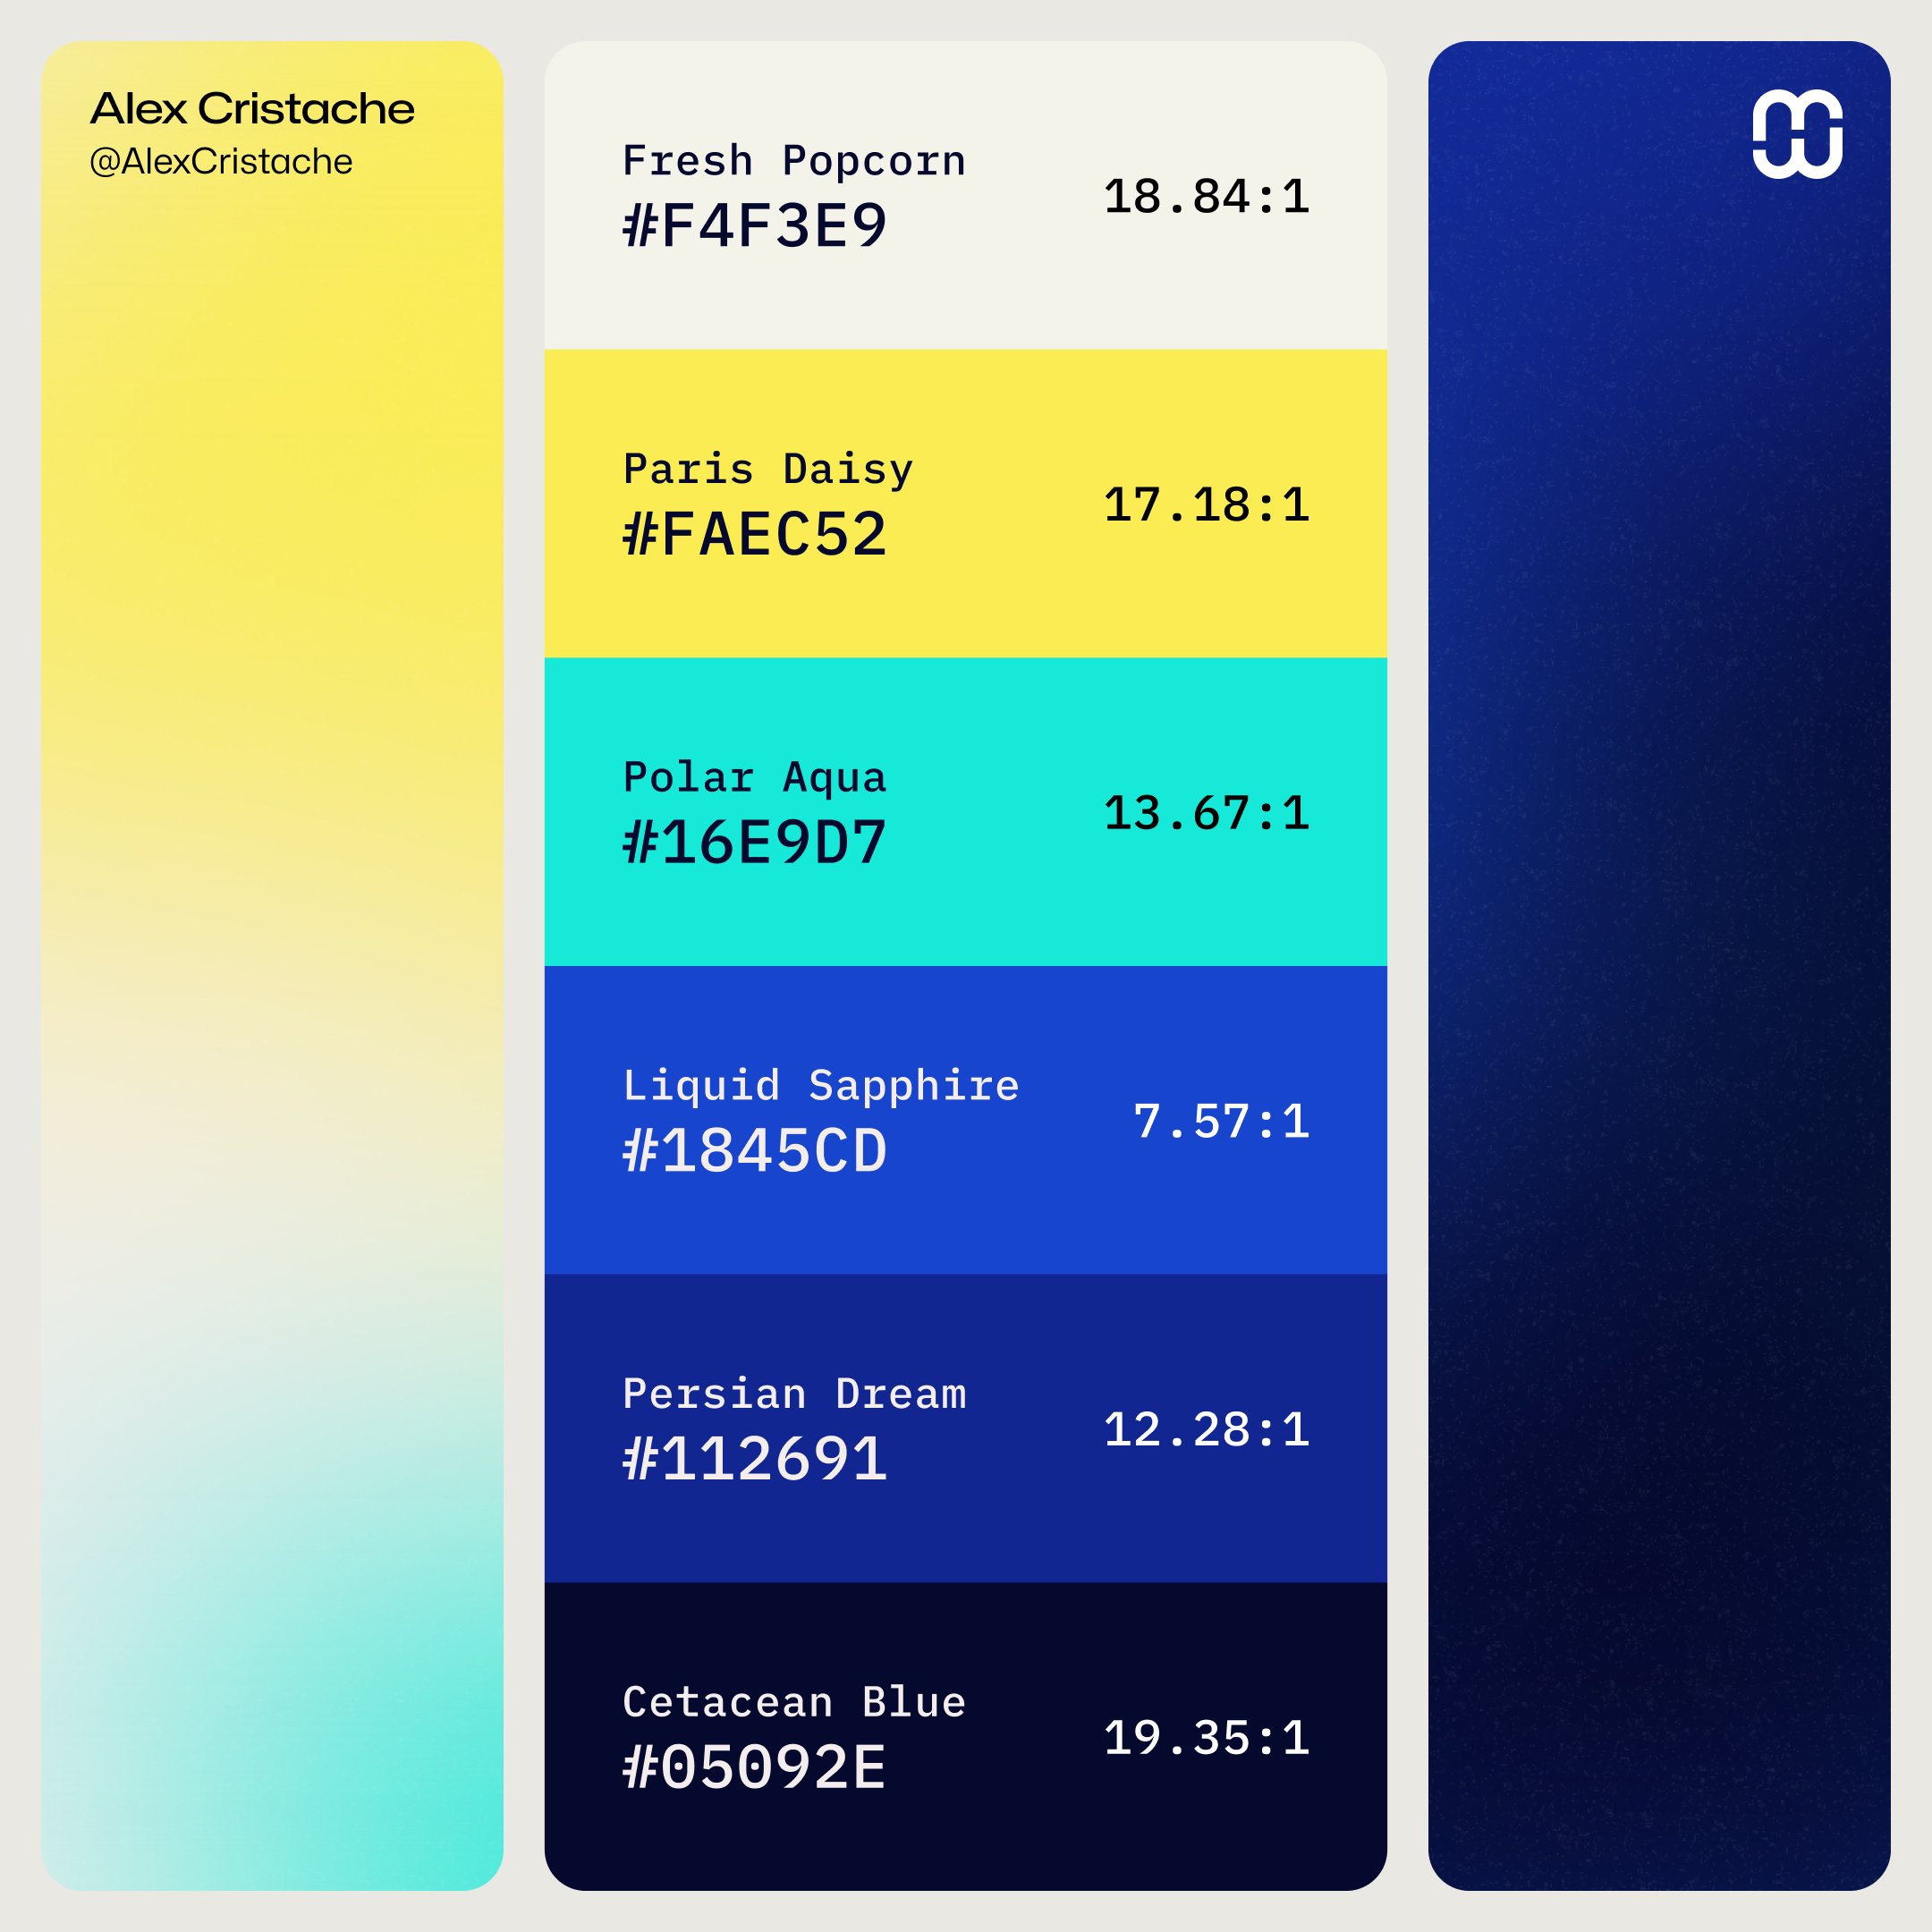 Alex Cristache
@AlexCristache
Fresh Popcorn
#F4F3E9
18.84:1
Paris Daisy
#FAEC52
17.18:1
Polar Aqua
#16E9D7
13.67:1
Liquid Sapphire
#1845CD
7.57:1
Persian Dream
#112691
12.28:1
Cetacean Blue
#05092E
19.35:1